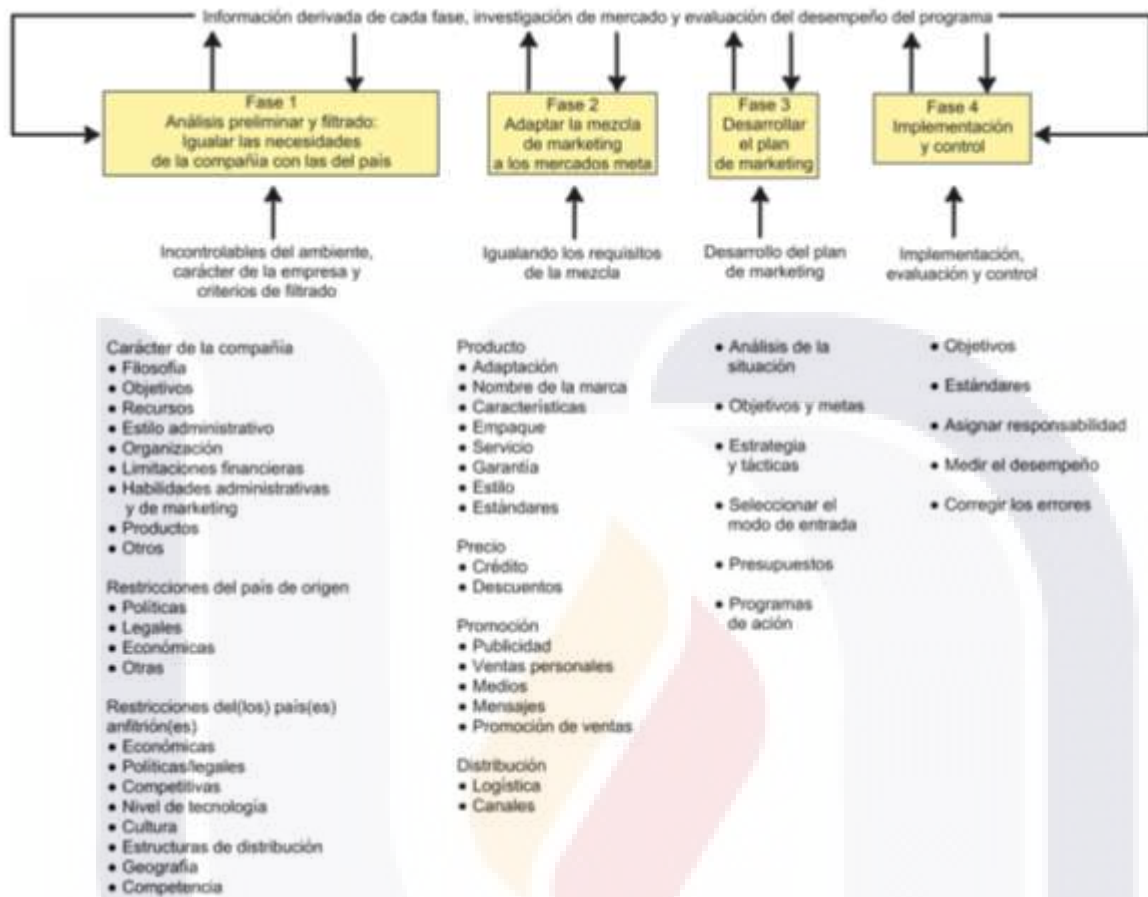 Información derivada de cada fase, investigación de mercado y evaluación del desempeño del programa
Fase 1
Análisis preliminar y filtrado:
Igualar las necesidades
de la compañía con las del país
Fase 2
Adaptar la mezcla
de marketing
a los mercados meta
Fase 3
Desarrollar
el plan
de marketing
Fase 4
Implementación
y control
Incontrolables del ambiente,
carácter de la empresa y
criterios de filtrado
Igualando los requisitos
de la mezcla
Desarrollo del plan
de marketing
Implementación,
evaluación y control
Carácter de la compañía
• Filosofía
• Objetivos
• Recursos
• Estilo administrativo
• Organización
• Limitaciones financieras
• Habilidades administrativas
y de marketing
• Productos
• Otros
Restricciones del país de origen
• Políticas
• Legales
• Económicas
• Otras
Restricciones del(los) país(es)
anfitrión(es)
• Económicas
• Políticas/legales
• Competitivas
• Nivel de tecnología
• Cultura
• Estructuras de distribución
• Geografía
• Competencia
Producto
• Adaptación
• Nombre de la marca
• Características
• Empaque
• Servicio
• Garantía
• Estilo
• Estándares
Precio
• Crédito
• Descuentos
Promoción
• Publicidad
• Ventas personales
• Medios
• Mensajes
• Promoción de ventas
Distribución
• Logística
• Canales
• Análisis de la
situación
• Objetivos y metas
• Estrategia
y tácticas
• Seleccionar el
modo de entrada
• Presupuestos
• Programas
de ación
• Objetivos
• Estándares
• Asignar responsabilidad
• Medir el desempeño
• Corregir los errores